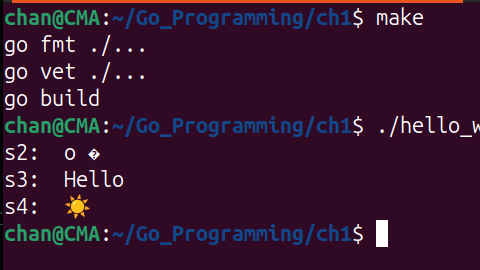 chan@CMA:~/Go_Programming/ch1$ make
go fmt ./...
go vet ./...
go build
chan@CMA:~/Go_Programming/ch1$ ./hello_w
s2:  o �
s3:  Hello
s4:  ☀️
chan@CMA:~/Go_Programming/ch1$